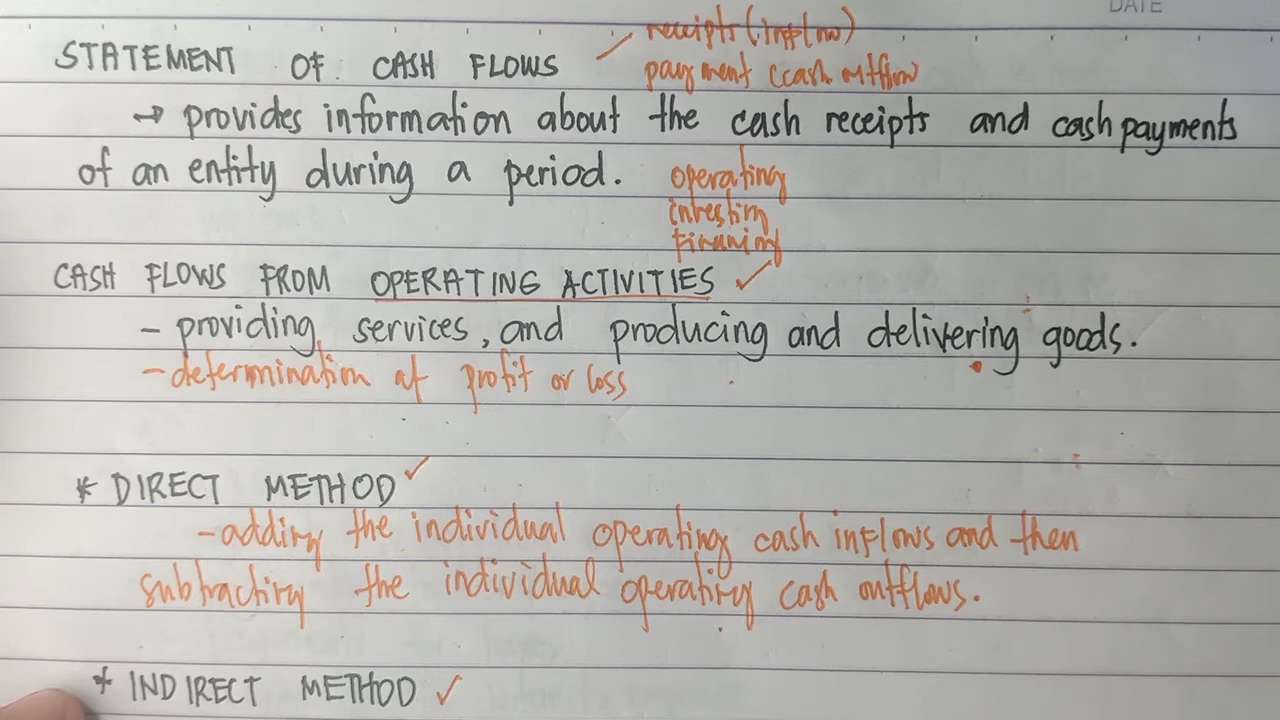 DATE
receipts (inflow)
STATEMENT OF CASH FLOWS
payment (cash outflow
→ provides information about the cash receipts and cash payments
of an entity during a period.
operating
investin
financing
CASH FLOWS FROM OPERATING ACTIVITIES ✓
- providing services, and producing and delivering goods.
- determination of profit or loss
* DIRECT METHOD ✓
- adding the individual operating cash inflows and then
subtracting the individual operating cash outflows.
* INDIRECT METHOD ✓